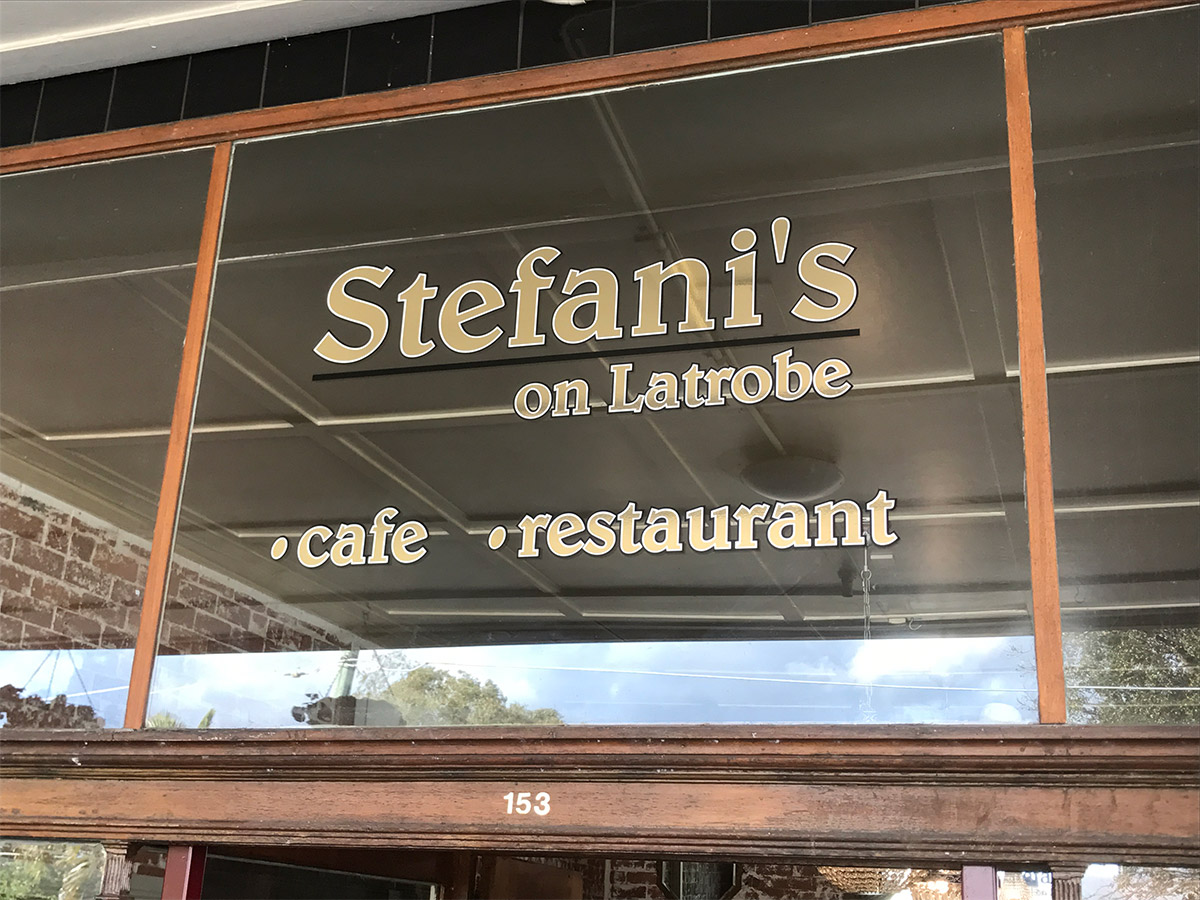 Stefani's
on Latrobe
•cafe •restaurant
153